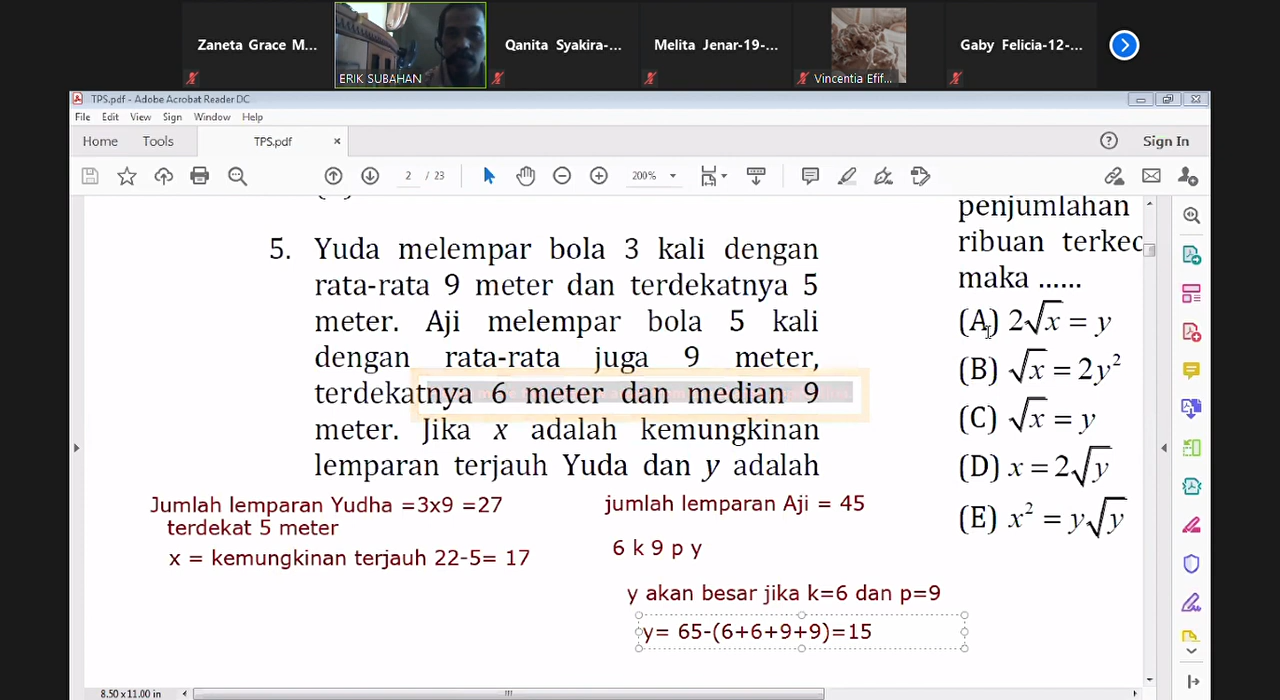 Zaneta Grace M...
ERIK SUBAHAN
Qanita Syakira-...
Melita Jenar-19-...
Vincentia Efif...
Gaby Felicia-12-...
TPS.pdf - Adobe Acrobat Reader DC
File Edit View Sign Window Help
Home Tools TPS.pdf × Sign In
2 / 23 200%
5. Yuda melempar bola 3 kali dengan
rata-rata 9 meter dan terdekatnya 5
meter. Aji melempar bola 5 kali
dengan rata-rata juga 9 meter,
terdekatnya 6 meter dan median 9
meter. Jika x adalah kemungkinan
lemparan terjauh Yuda dan y adalah
penjumlahan
ribuan terkec
maka ......
(A) 2√x = y
(B) √x = 2y²
(C) √x = y
(D) x = 2√y
(E) x² = y√y
Jumlah lemparan Yudha =3x9 =27
terdekat 5 meter
x = kemungkinan terjauh 22-5= 17
jumlah lemparan Aji = 45
6 k 9 p y
y akan besar jika k=6 dan p=9
y= 65-(6+6+9+9)=15
8.50 x 11.00 in